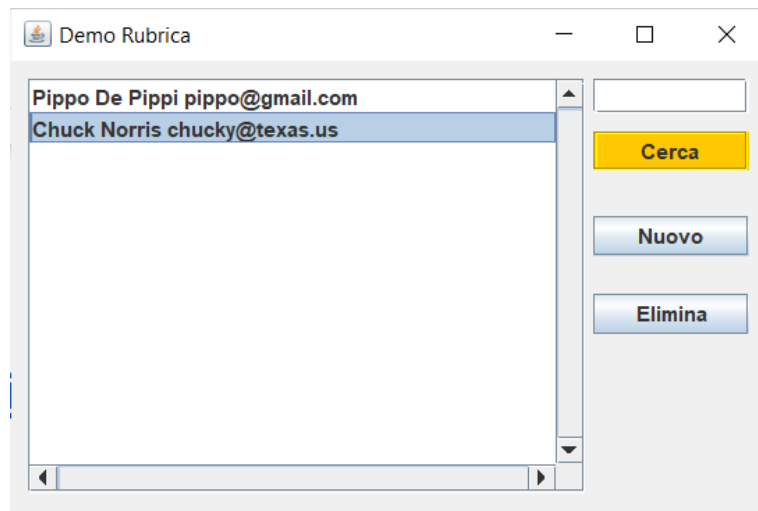 Demo Rubrica
Pippo De Pippi pippo@gmail.com
Chuck Norris chucky@texas.us
Cerca
Nuovo
Elimina